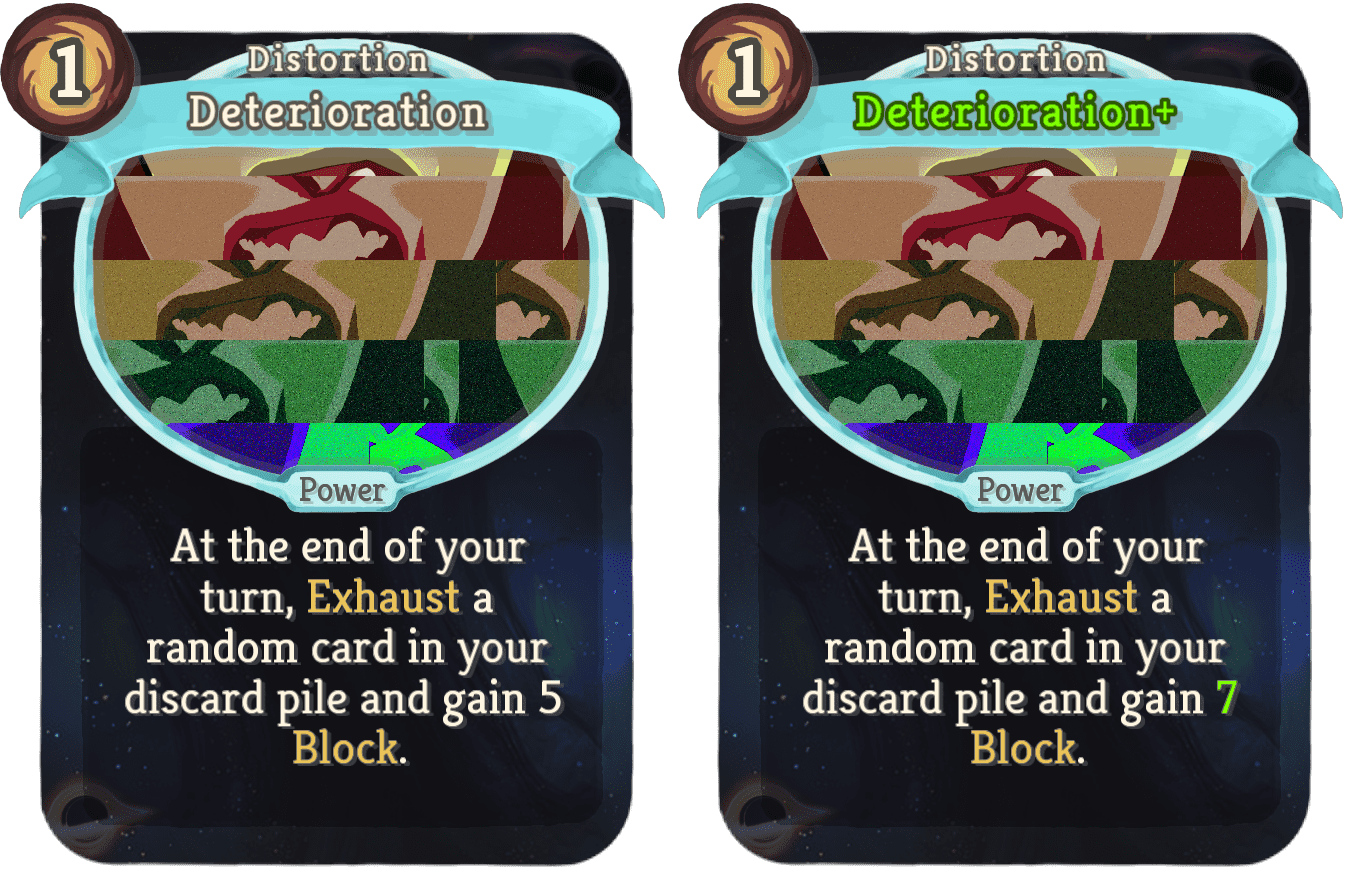 1
Distortion
Deterioration
Power
At the end of your
turn, Exhaust a
random card in your
discard pile and gain 5
Block.
1
Distortion
Deterioration+
Power
At the end of your
turn, Exhaust a
random card in your
discard pile and gain 7
Block.